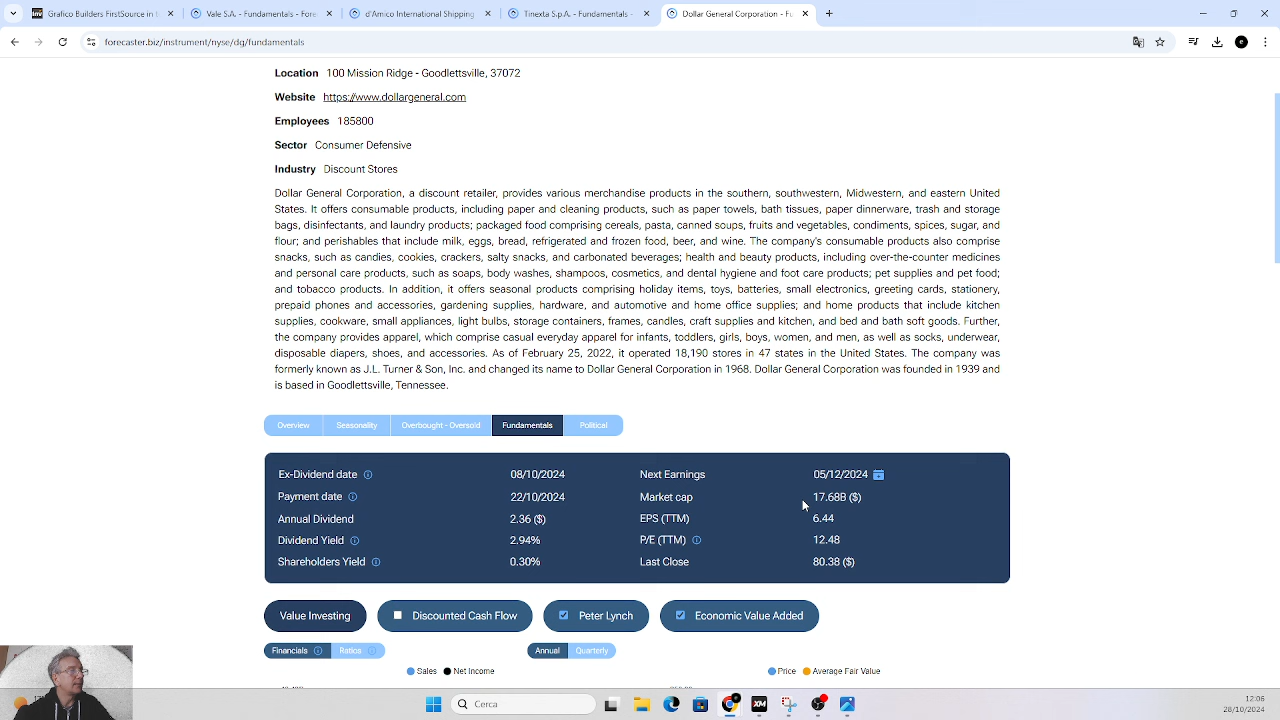 Grafico Builders FirstSource in
Vale S.A. - Fundamentals - Fore
d'Amico International Shipping
Tinexta S.p.A. - Fundamentals -
Dollar General Corporation - Fu
forecaster.biz/instrument/nyse/dg/fundamentals
Location 100 Mission Ridge - Goodlettsville, 37072
Website https://www.dollargeneral.com
Employees 185800
Sector Consumer Defensive
Industry Discount Stores
Dollar General Corporation, a discount retailer, provides various merchandise products in the southern, southwestern, Midwestern, and eastern United
States. It offers consumable products, including paper and cleaning products, such as paper towels, bath tissues, paper dinnerware, trash and storage
bags, disinfectants, and laundry products; packaged food comprising cereals, pasta, canned soups, fruits and vegetables, condiments, spices, sugar, and
flour; and perishables that include milk, eggs, bread, refrigerated and frozen food, beer, and wine. The company's consumable products also comprise
snacks, such as candies, cookies, crackers, salty snacks, and carbonated beverages; health and beauty products, including over-the-counter medicines
and personal care products, such as soaps, body washes, shampoos, cosmetics, and dental hygiene and foot care products; pet supplies and pet food;
and tobacco products. In addition, it offers seasonal products comprising holiday items, toys, batteries, small electronics, greeting cards, stationery,
prepaid phones and accessories, gardening supplies, hardware, and automotive and home office supplies; and home products that include kitchen
supplies, cookware, small appliances, light bulbs, storage containers, frames, candles, craft supplies and kitchen, and bed and bath soft goods. Further,
the company provides apparel, which comprise casual everyday apparel for infants, toddlers, girls, boys, women, and men, as well as socks, underwear,
disposable diapers, shoes, and accessories. As of February 25, 2022, it operated 18,190 stores in 47 states in the United States. The company was
formerly known as J.L. Turner & Son, Inc. and changed its name to Dollar General Corporation in 1968. Dollar General Corporation was founded in 1939 and
is based in Goodlettsville, Tennessee.
Overview Seasonality Overbought - Oversold Fundamentals Political
Ex-Dividend date 08/10/2024 Next Earnings 05/12/2024
Payment date 22/10/2024 Market cap 17.68B ($)
Annual Dividend 2.36 ($) EPS (TTM) 6.44
Dividend Yield 2.94% P/E (TTM) 12.48
Shareholders Yield 0.30% Last Close 80.38 ($)
Value Investing Discounted Cash Flow Peter Lynch Economic Value Added
Financials Ratios Annual Quarterly
Sales Net Income Price Average Fair Value
Cerca
12:06
28/10/2024